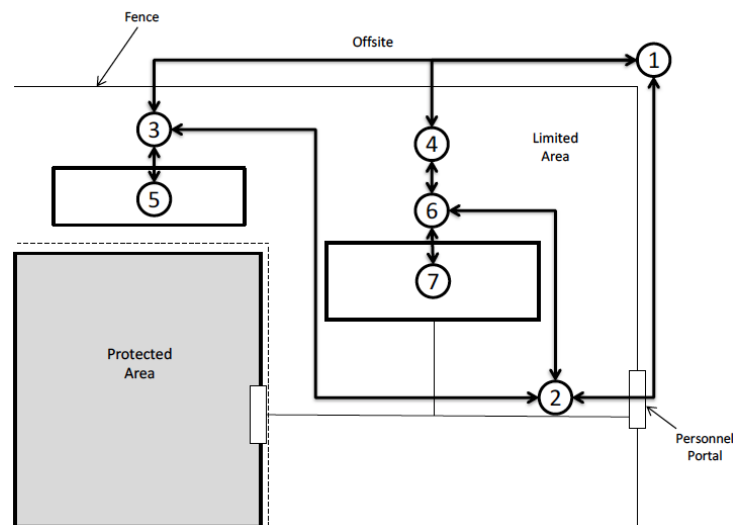 Fence
Offsite
1
3
4
Limited
Area
5
6
7
Protected
Area
2
Personnel
Portal